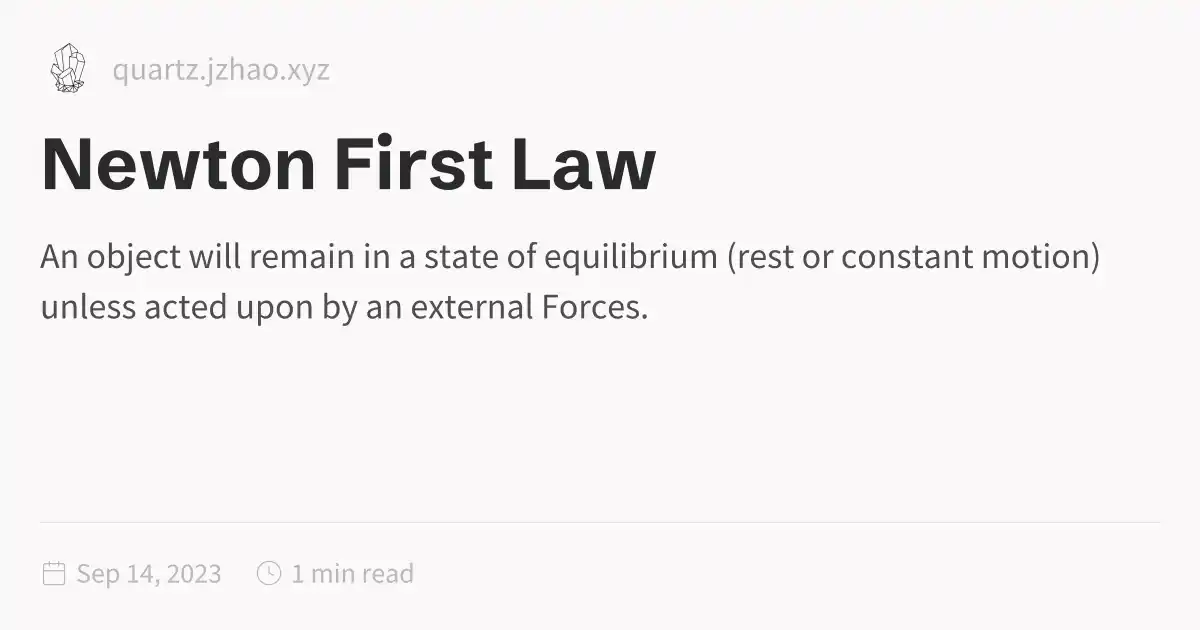 quartz.jzhao.xyz
Newton First Law
An object will remain in a state of equilibrium (rest or constant motion)
unless acted upon by an external Forces.
Sep 14, 2023 1 min read